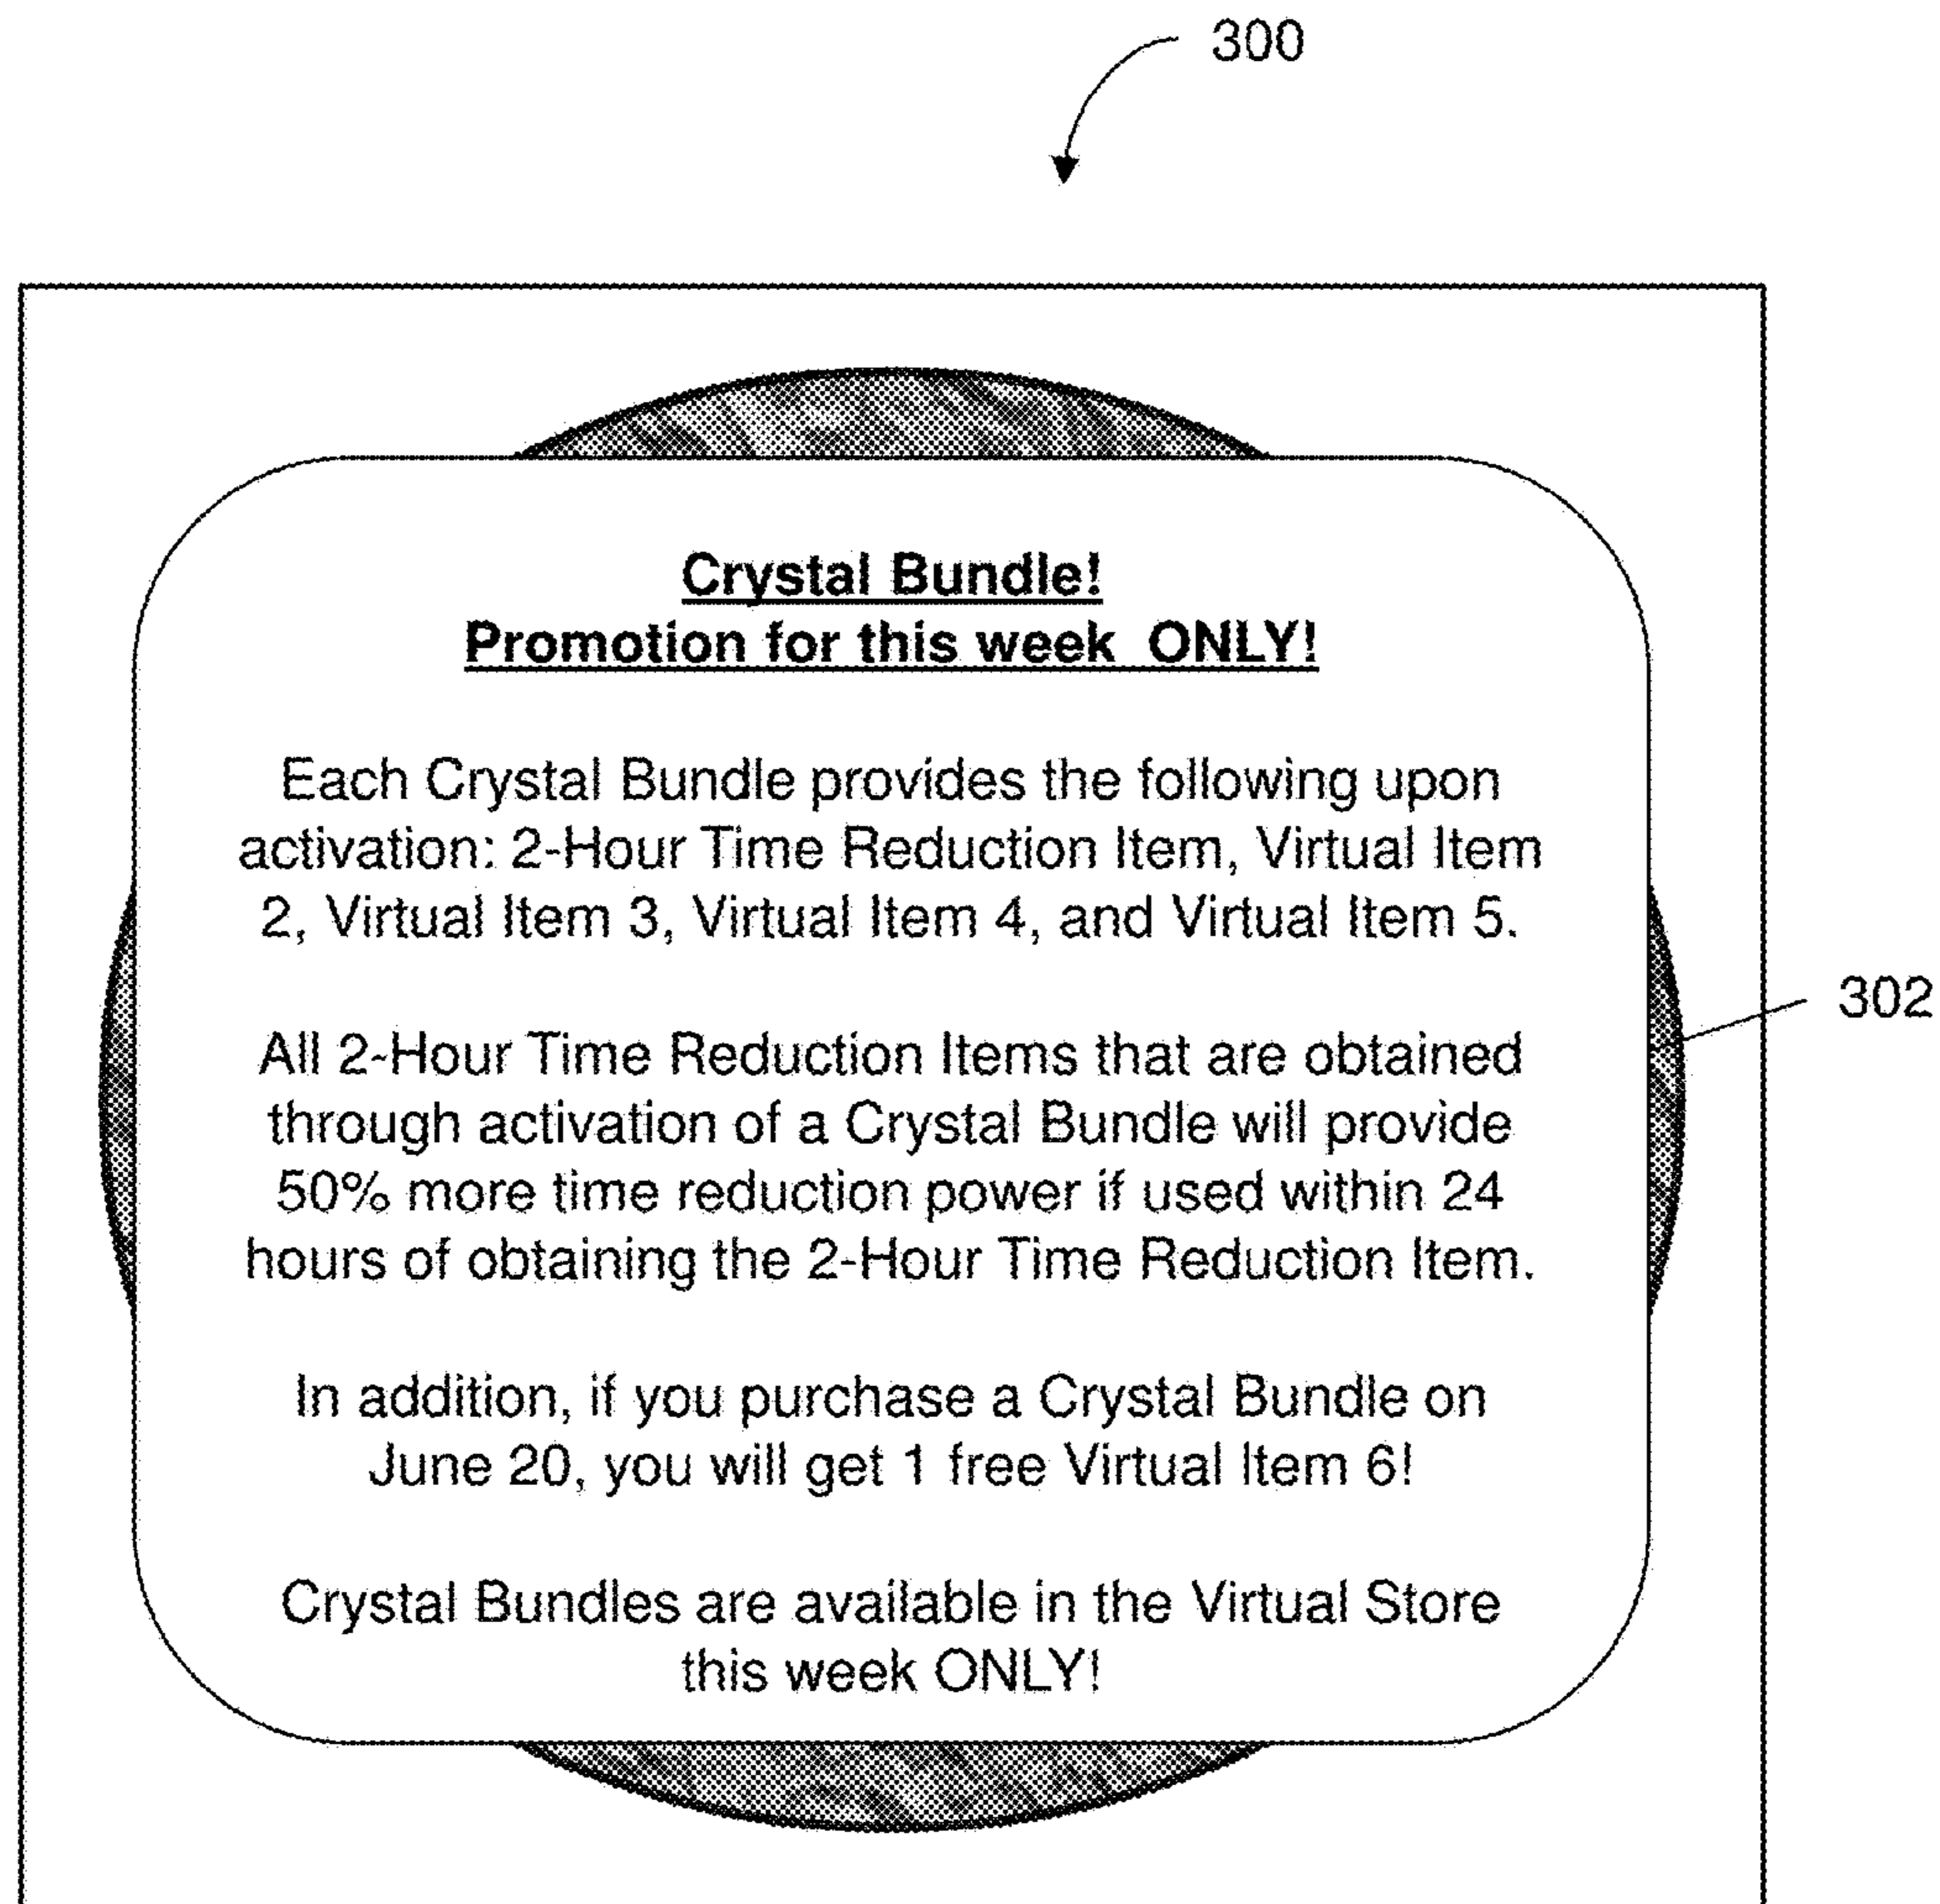 300
Crystal Bundle!
Promotion for this week ONLY!
Each Crystal Bundle provides the following upon
activation: 2-Hour Time Reduction Item, Virtual Item
2, Virtual Item 3, Virtual Item 4, and Virtual Item 5.
302
All 2-Hour Time Reduction Items that are obtained
through activation of a Crystal Bundle will provide
50% more time reduction power if used within 24
hours of obtaining the 2-Hour Time Reduction Item.
In addition, if you purchase a Crystal Bundle on
June 20, you will get 1 free Virtual Item 6!
Crystal Bundles are available in the Virtual Store
this week ONLY!